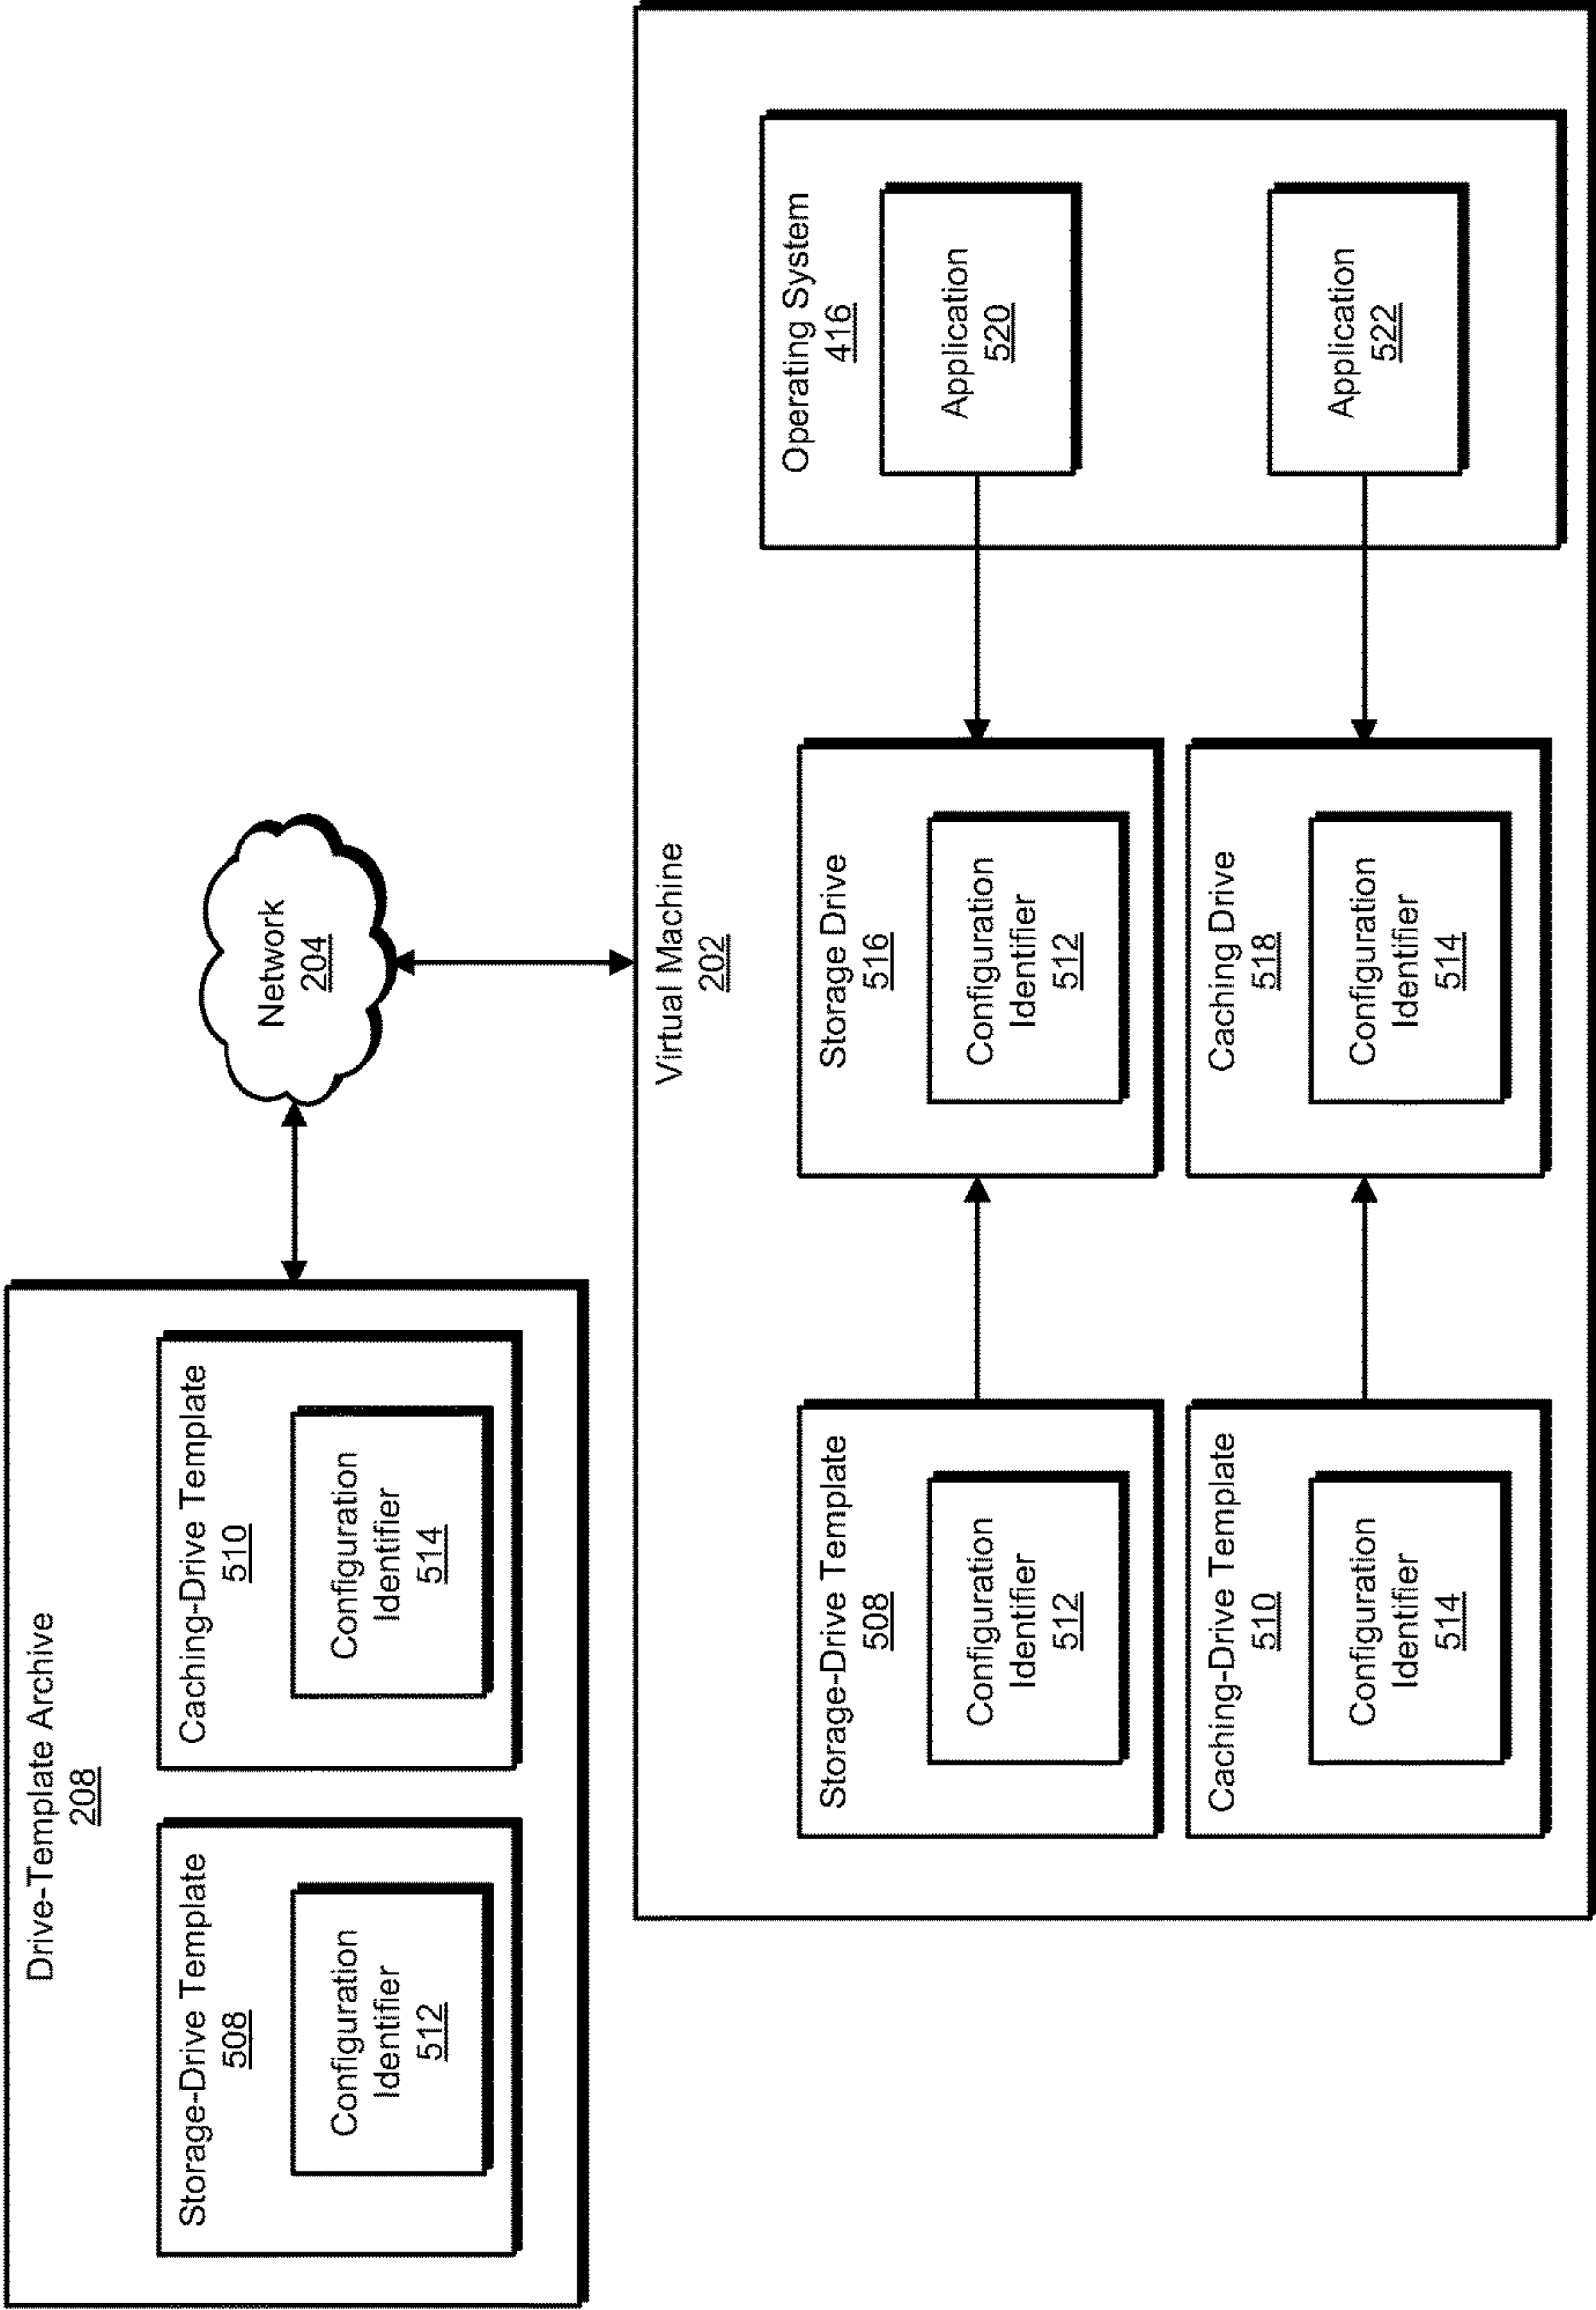 Drive-Template Archive
208
Storage-Drive Template
508
Configuration
Identifier
512
Caching-Drive Template
510
Configuration
Identifier
514
Network
204
Virtual Machine
202
Storage-Drive Template
508
Configuration
Identifier
512
Storage Drive
516
Configuration
Identifier
512
Operating System
416
Application
520
Caching-Drive Template
510
Configuration
Identifier
514
Caching Drive
518
Configuration
Identifier
514
Application
522